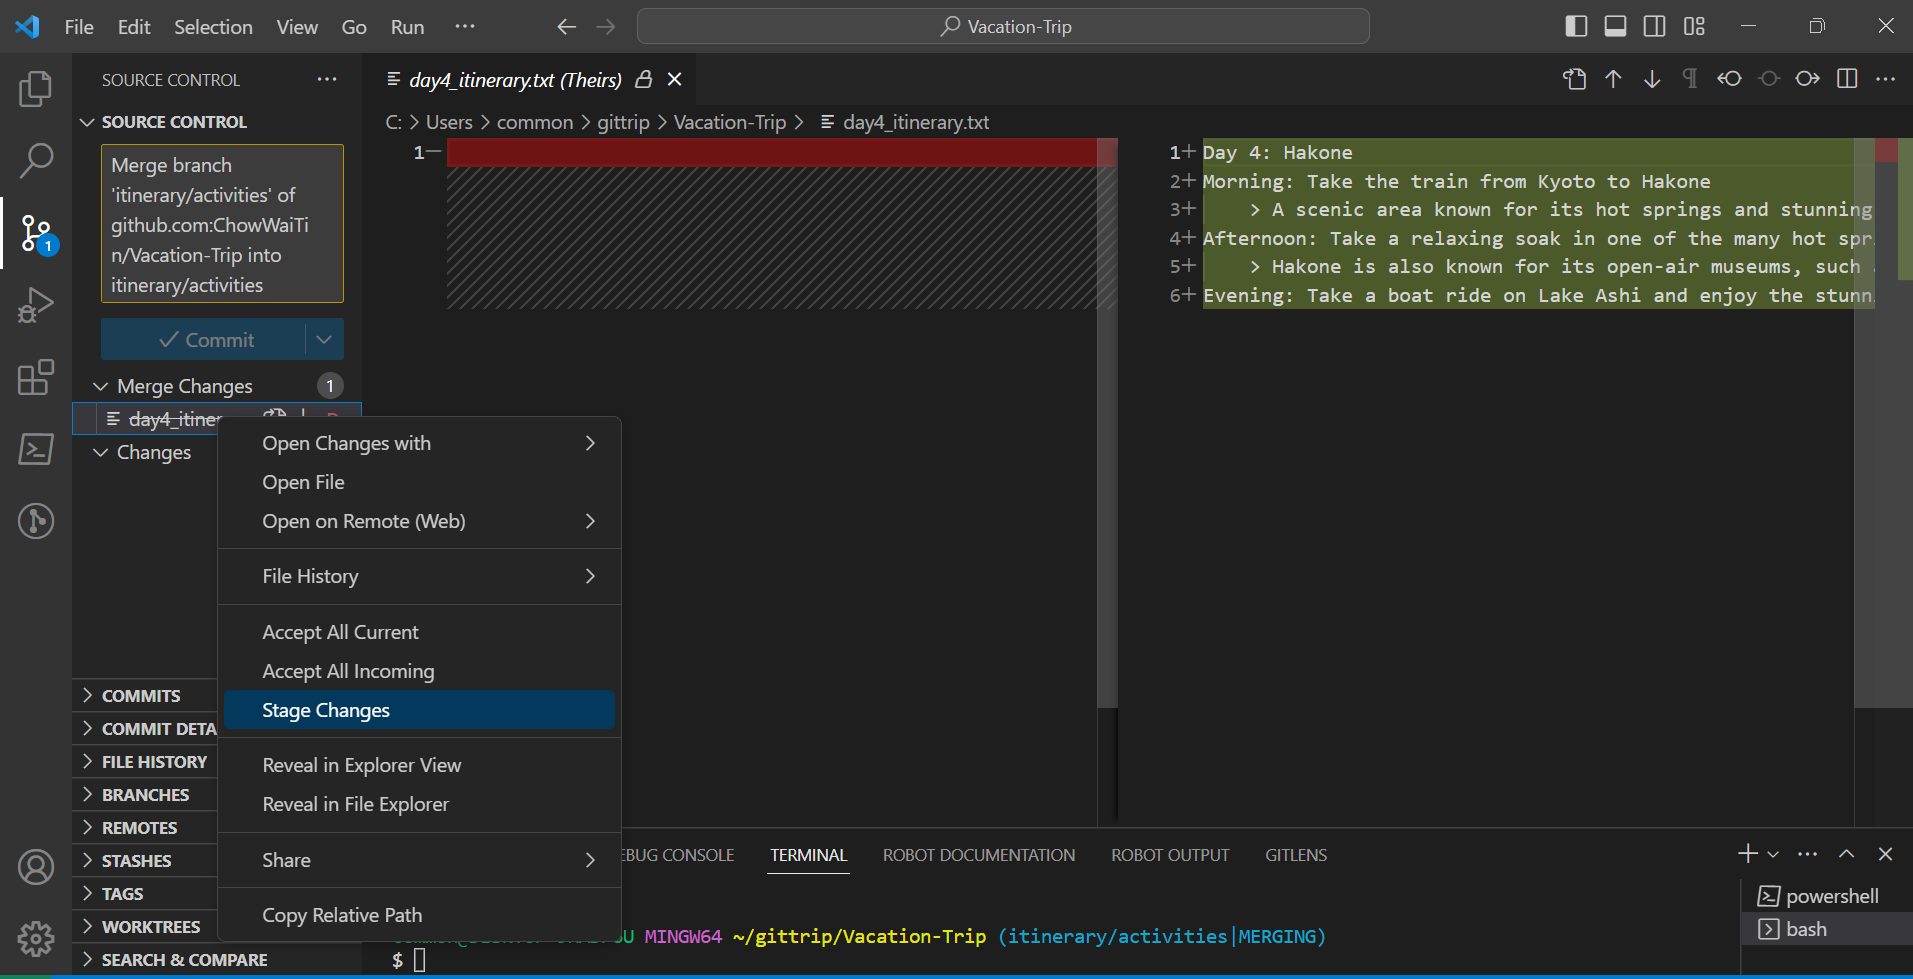 File Edit Selection View Go Run ···
Vacation-Trip
SOURCE CONTROL ···
SOURCE CONTROL
Merge branch
'itinerary/activities' of
github.com:ChowWaiTi
n/Vacation-Trip into
itinerary/activities
Commit
Merge Changes 1
day4_itiner
Changes
1
COMMITS
COMMIT DETA
FILE HISTORY
BRANCHES
REMOTES
STASHES
TAGS
WORKTREES
SEARCH & COMPARE
Open Changes with
Open File
Open on Remote (Web)
File History
Accept All Current
Accept All Incoming
Stage Changes
Reveal in Explorer View
Reveal in File Explorer
Share
Copy Relative Path
day4_itinerary.txt (Theirs)
C: > Users > common > gittrip > Vacation-Trip > day4_itinerary.txt
1—
1+ Day 4: Hakone
2+ Morning: Take the train from Kyoto to Hakone
3+ > A scenic area known for its hot springs and stunning
4+ Afternoon: Take a relaxing soak in one of the many hot spr
5+ > Hakone is also known for its open-air museums, such
6+ Evening: Take a boat ride on Lake Ashi and enjoy the stunn
EBUG CONSOLE TERMINAL ROBOT DOCUMENTATION ROBOT OUTPUT GITLENS
powershell
bash
MINGW64 ~/gittrip/Vacation-Trip (itinerary/activities|MERGING)
$